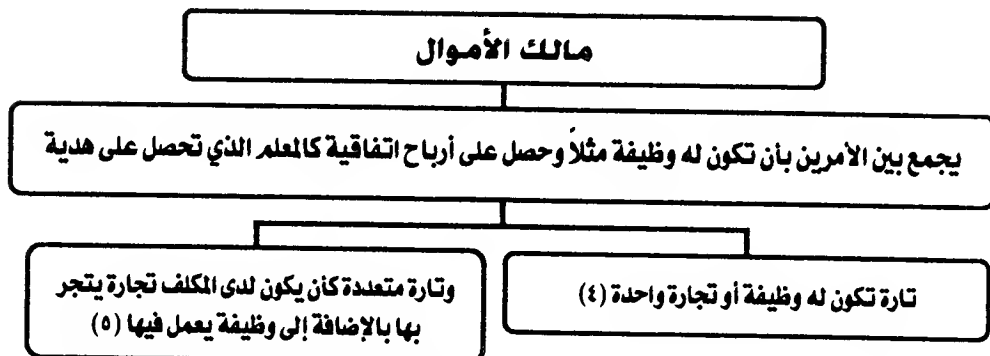 مالك الأموال
يجمع بين الأمرين بأن تكون له وظيفة مثلاً وحصل على أرباح اتفاقية كالمعلم الذي تحصل على هدية
تارة تكون له وظيفة أو تجارة واحدة (٤)
وتارة متعددة كأن يكون لدى المكلف تجارة يتجر
بها بالإضافة إلى وظيفة يعمل فيها (٥)